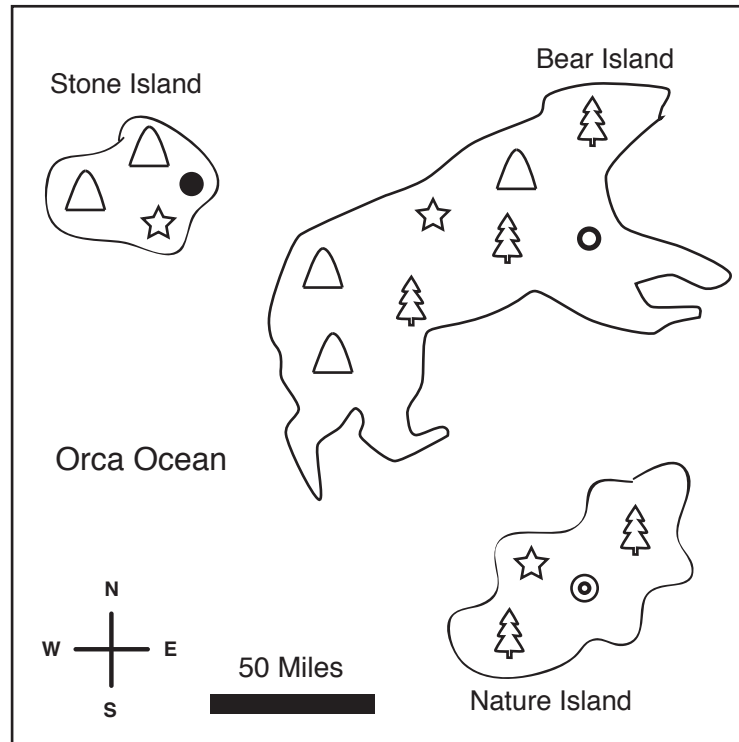 Bear Island
Stone Island
Orca Ocean
N
W E
S
50 Miles
Nature Island